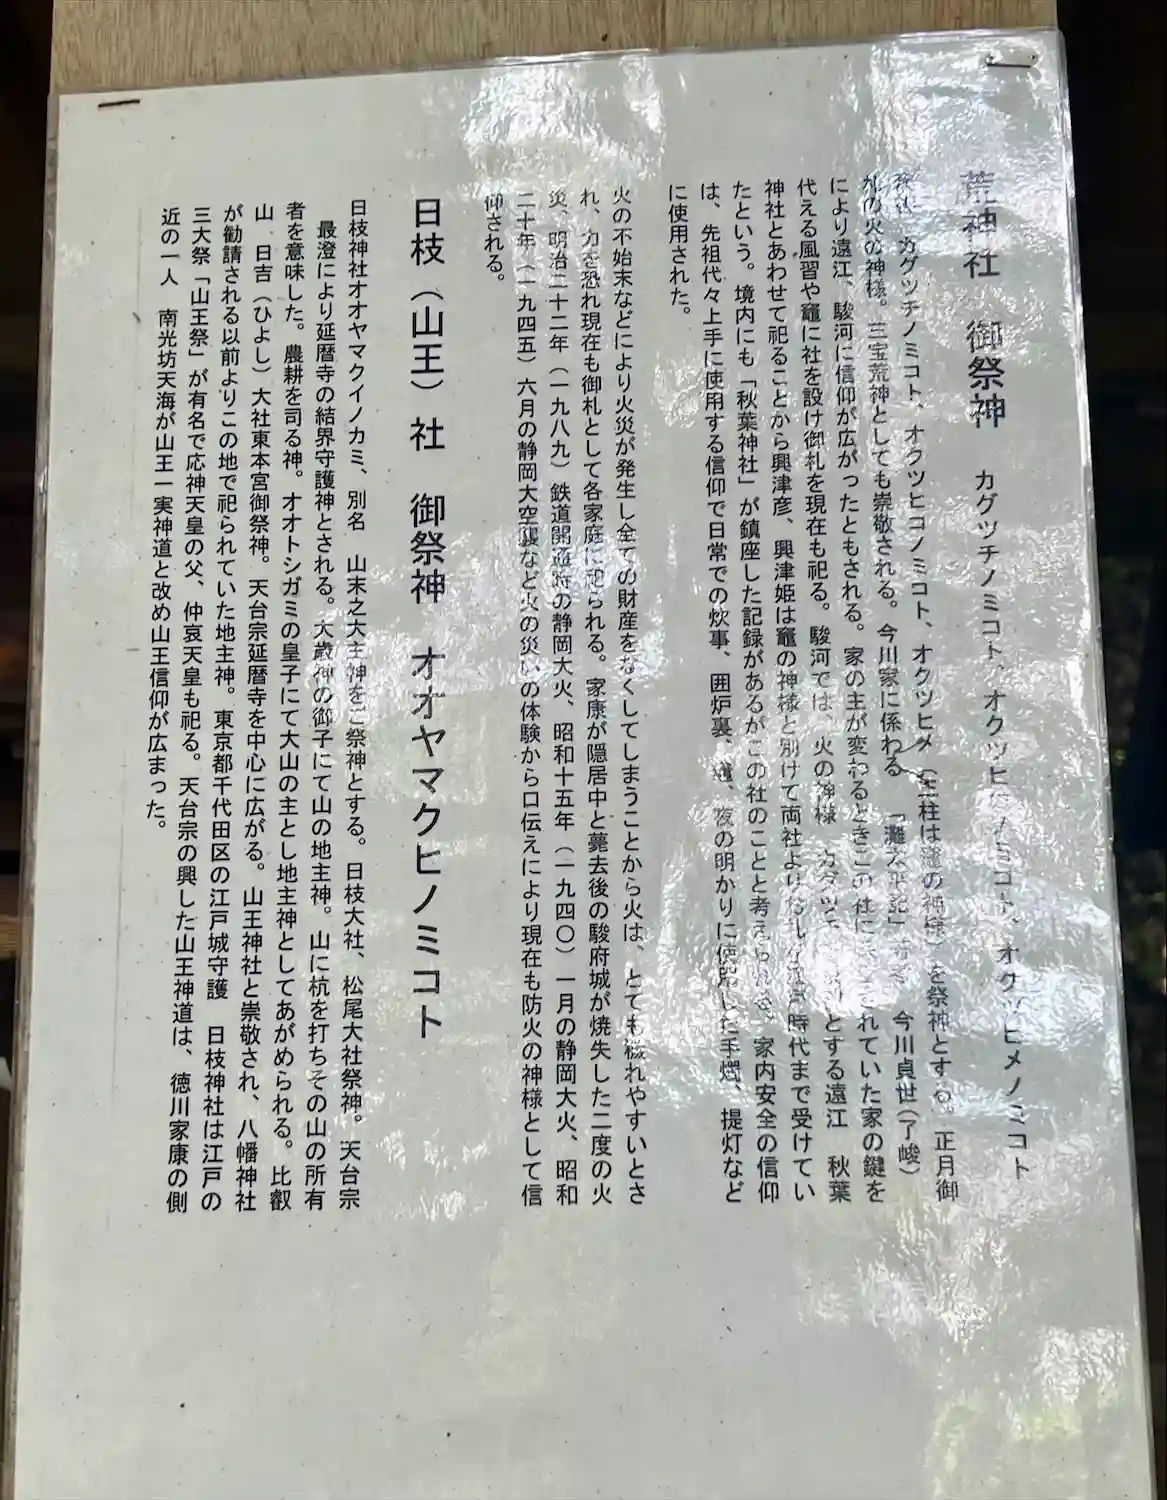 荒神社 御祭神 カグツチノミコト、オクツヒコノミコト、オクツヒメノミコト
カグツチノミコト、オクツヒコノミコト、オクツヒメ(二柱は竈の神様)を祭神とする。正月御
の火の神様。三宝荒神としても崇敬される。今川家に係わる 「難太平記」 今川貞世(了峻)
により遠江、駿河に信仰が広がったともされる。家の主が変わるときこの社に れていた家の鍵を
代える風習や竈に社を設け御札を現在も祀る。駿河では、火の神様 カグツチ とする遠江 秋葉
神社とあわせて祀ることから興津彦、興津姫は竈の神様と別けて両社よりお札が江戸時代まで受けてい
たという。境内にも「秋葉神社」が鎮座した記録があるがこの社のことと考えられる。家内安全の信仰
は、先祖代々上手に使用する信仰で日常での炊事、囲炉裏、竈、夜の明かりに使用した手燭、提灯など
に使用された。
火の不始末などにより火災が発生し全ての財産をなくしてしまうことから火は、とても穢れやすいとさ
れ、力を恐れ現在も御札として各家庭に祀られる。家康が隠居中と薨去後の駿府城が焼失した二度の火
災、明治二十二年(一九八九)鉄道開通時の静岡大火、昭和十五年(一九四〇)一月の静岡大火、昭和
二十年(一九四五)六月の静岡大空襲など火の災いの体験から口伝えにより現在も防火の神様として信
仰される。
日枝(山王)社 御祭神 オオヤマクヒノミコト
日枝神社オオヤマクイノカミ、別名 山末之大主神をご祭神とする。日枝大社、松尾大社祭神。天台宗
最澄により延暦寺の結界守護神とされる。大歳神の御子にて山の地主神。山に杭を打ちその山の所有
者を意味した。農耕を司る神。オオトシガミの皇子にて大山の主とし地主神としてあがめられる。比叡
山 日吉(ひよし)大社東本宮御祭神。天台宗延暦寺を中心に広がる。山王神社と崇敬され、八幡神社
が勧請される以前よりこの地で祀られていた地主神。東京都千代田区の江戸城守護 日枝神社は江戸の
三大祭「山王祭」が有名で応神天皇の父、仲哀天皇も祀る。天台宗の興した山王神道は、徳川家康の側
近の一人 南光坊天海が山王一実神道と改め山王信仰が広まった。